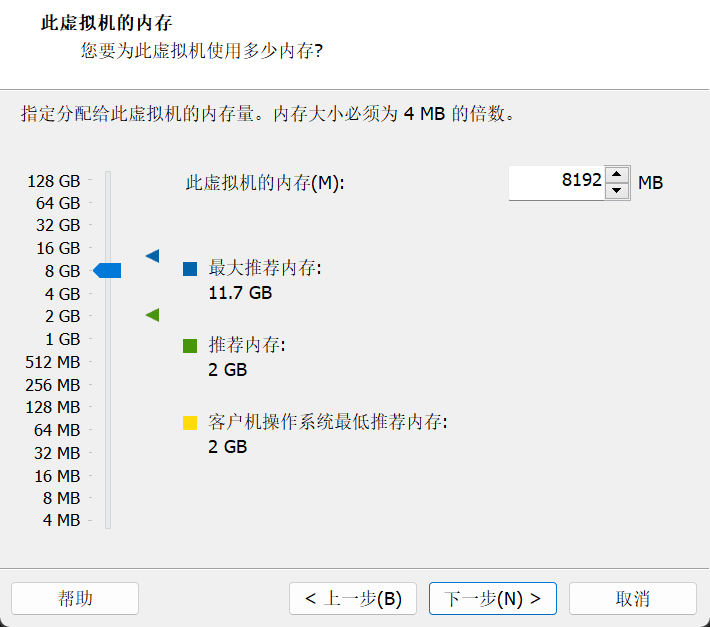 此虚拟机的内存
您要为此虚拟机使用多少内存?
指定分配给此虚拟机的内存量。内存大小必须为 4 MB 的倍数。
128 GB
64 GB
32 GB
16 GB
8 GB
4 GB
2 GB
1 GB
512 MB
256 MB
128 MB
64 MB
32 MB
16 MB
8 MB
4 MB
此虚拟机的内存(M):
8192 MB
最大推荐内存:
11.7 GB
推荐内存:
2 GB
客户机操作系统最低推荐内存:
2 GB
帮助
< 上一步(B)
下一步(N) >
取消